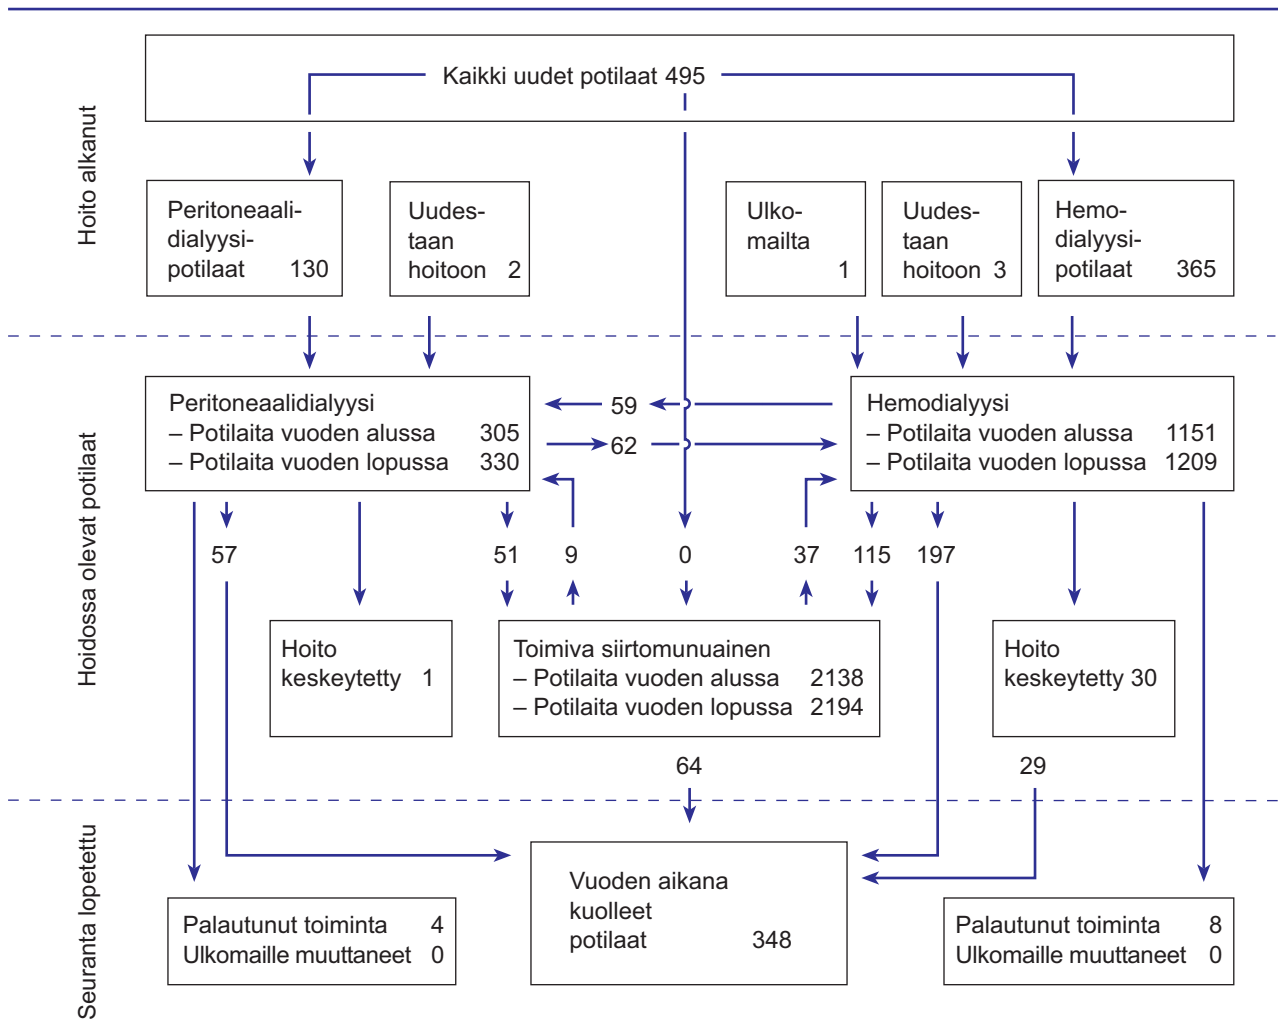 Hoito alkanut
Kaikki uudet potilaat 495
Peritoneaali-
dialyysi-
potilaat 130
Uudes-
taan
hoitoon 2
Ulko-
mailta
1
Uudes-
taan
hoitoon 3
Hemo-
dialyysi-
potilaat 365
Hoidossa olevat potilaat
Peritoneaalidialyysi
– Potilaita vuoden alussa 305
– Potilaita vuoden lopussa 330
59
62
Hemodialyysi
– Potilaita vuoden alussa 1151
– Potilaita vuoden lopussa 1209
57
51
9
0
37
115
197
Hoito
keskeytetty 1
Toimiva siirtomunuainen
– Potilaita vuoden alussa 2138
– Potilaita vuoden lopussa 2194
Hoito
keskeytetty 30
64
29
Seuranta lopetettu
Palautunut toiminta 4
Ulkomaille muuttaneet 0
Vuoden aikana
kuolleet
potilaat 348
Palautunut toiminta 8
Ulkomaille muuttaneet 0